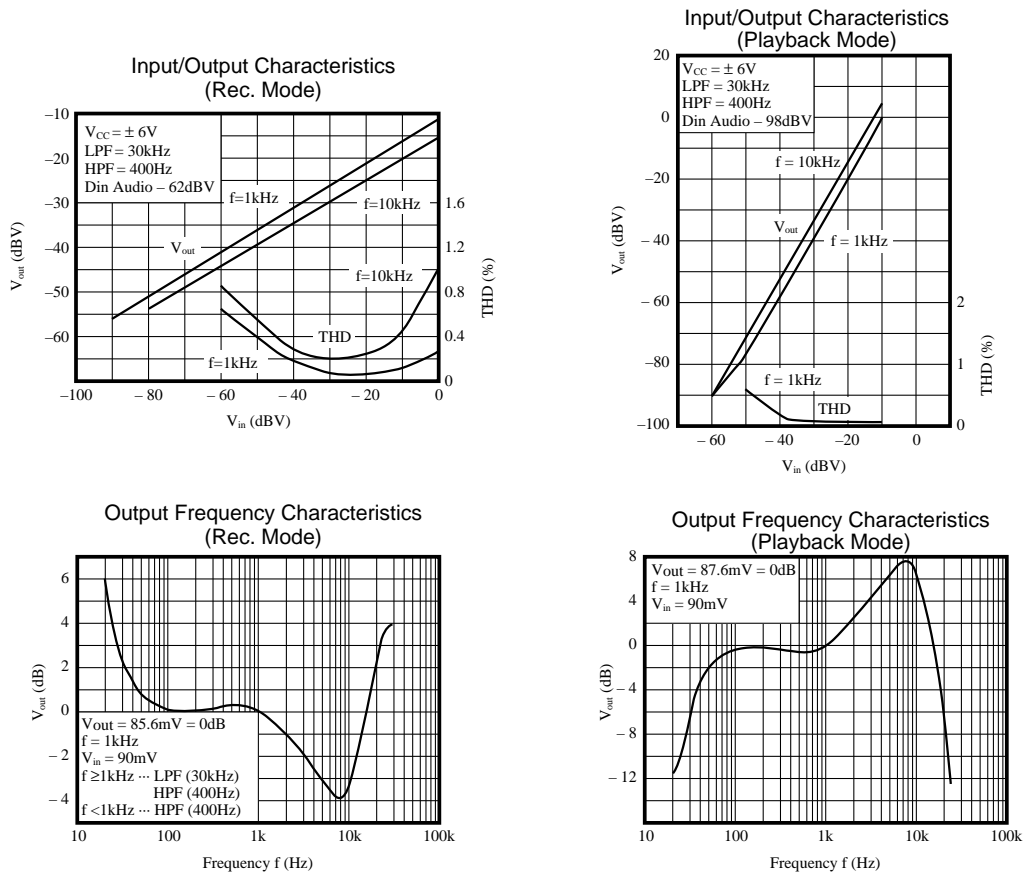 Input/Output Characteristics
(Rec. Mode)
–10
–20
–30
–40
–50
–60
V_out (dBV)
V_CC = ± 6V
LPF = 30kHz
HPF = 400Hz
Din Audio – 62dBV
f=1kHz
f=10kHz
V_out
f=10kHz
THD
f=1kHz
1.6
1.2
0.8
0.4
0
THD (%)
–100
–80
–60
–40
– 20
0
V_in (dBV)
Input/Output Characteristics
(Playback Mode)
20
0
–20
– 40
– 60
–80
–100
V_out (dBV)
V_CC = ± 6V
LPF = 30kHz
HPF = 400Hz
Din Audio – 98dBV
f = 10kHz
V_out
f = 1kHz
f = 1kHz
THD
2
1
0
THD (%)
– 60
– 40
–20
0
V_in (dBV)
Output Frequency Characteristics
(Rec. Mode)
6
4
2
0
– 2
– 4
V_out (dB)
Vout = 85.6mV = 0dB
f = 1kHz
V_in = 90mV
f ≥1kHz ··· LPF (30kHz)
HPF (400Hz)
f <1kHz ··· HPF (400Hz)
10
100
1k
10k
100k
Frequency f (Hz)
Output Frequency Characteristics
(Playback Mode)
8
4
0
– 4
– 8
– 12
V_out (dB)
Vout = 87.6mV = 0dB
f = 1kHz
V_in = 90mV
10
100
1k
10k
100k
Frequency f (Hz)